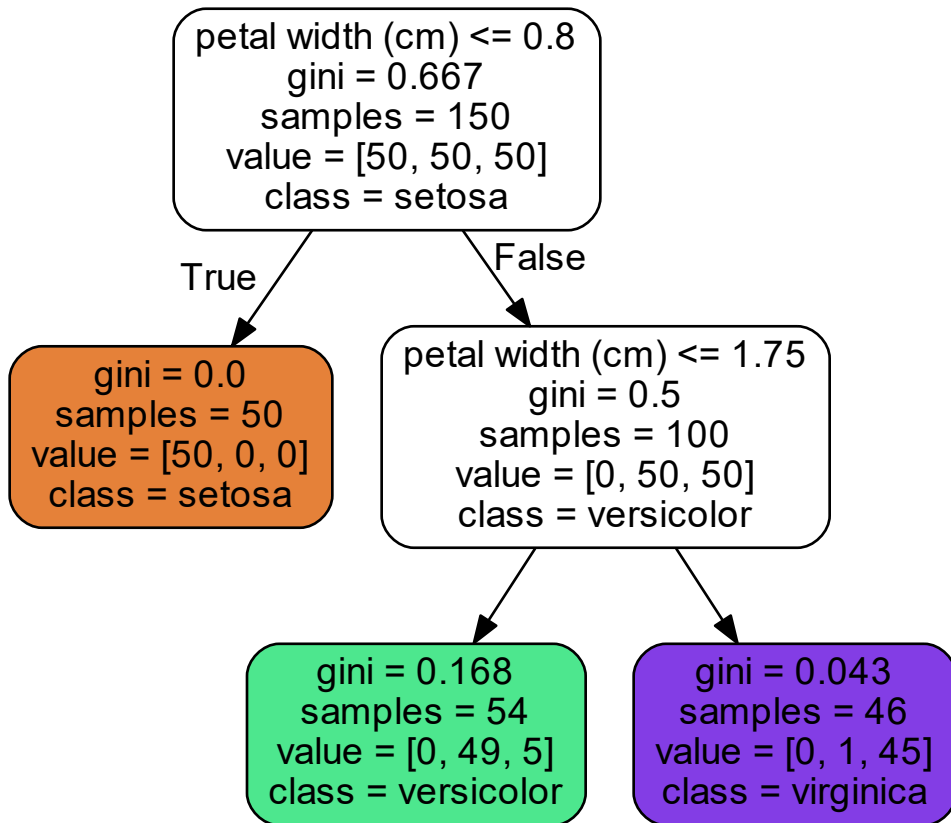 petal width (cm) <= 0.8
gini = 0.667
samples = 150
value = [50, 50, 50]
class = setosa
True
False
gini = 0.0
samples = 50
value = [50, 0, 0]
class = setosa
petal width (cm) <= 1.75
gini = 0.5
samples = 100
value = [0, 50, 50]
class = versicolor
gini = 0.168
samples = 54
value = [0, 49, 5]
class = versicolor
gini = 0.043
samples = 46
value = [0, 1, 45]
class = virginica